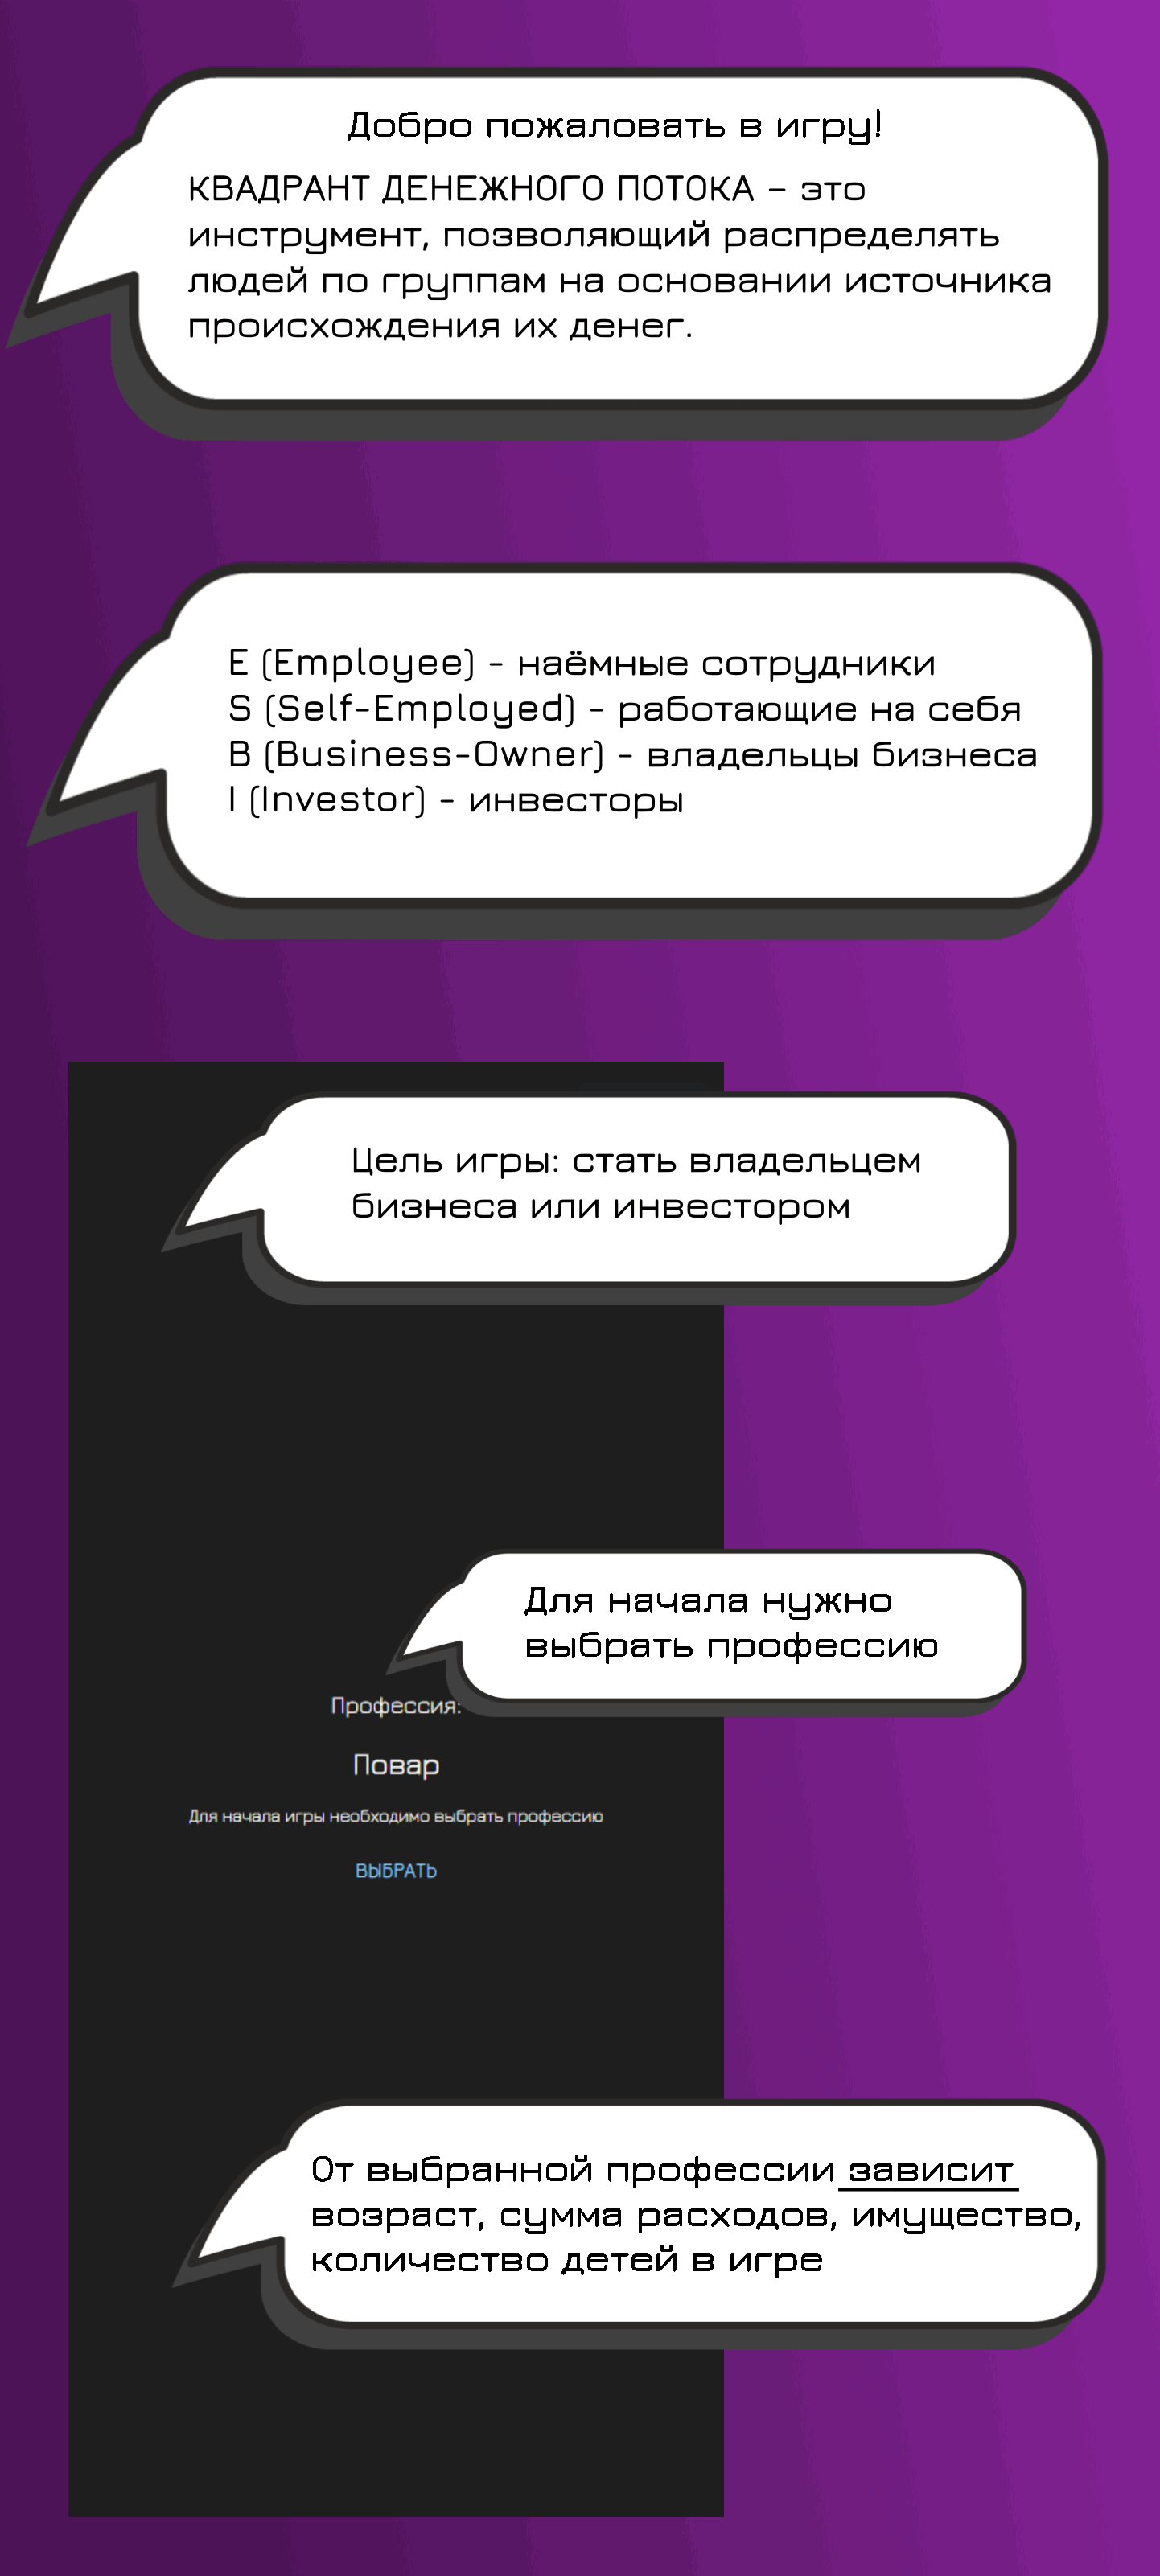 Добро пожаловать в игру!
КВАДРАНТ ДЕНЕЖНОГО ПОТОКА – это
инструмент, позволяющий распределять
людей по группам на основании источника
происхождения их денег.
E (Employee) - наёмные сотрудники
S (Self-Employed) - работающие на себя
B (Business-Owner) - владельцы бизнеса
I (Investor) - инвесторы
Цель игры: стать владельцем
бизнеса или инвестором
Для начала нужно
выбрать профессию
Профессия:
Повар
Для начала игры необходимо выбрать профессию
ВЫБРАТЬ
От выбранной профессии зависит
возраст, сумма расходов, имущество,
количество детей в игре